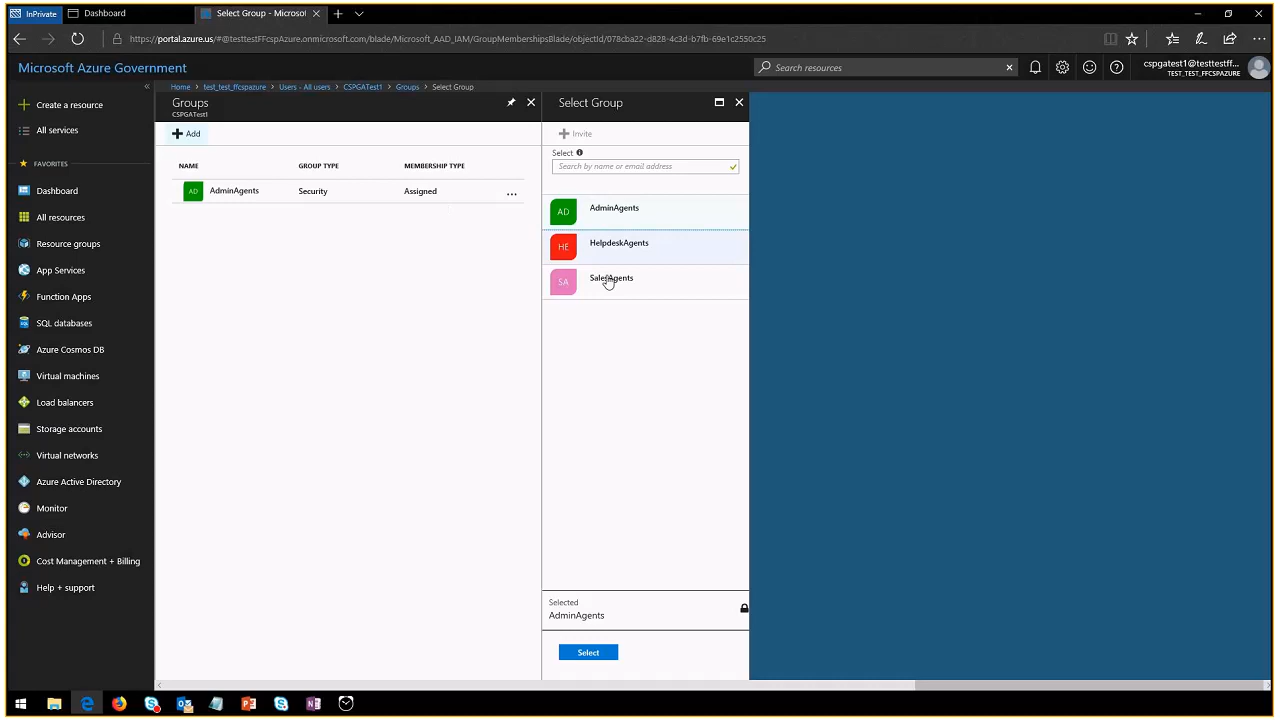 InPrivate
Dashboard
Select Group - Microsof
https://portal.azure.us/#@testtestFFcspAzure.onmicrosoft.com/blade/Microsoft_AAD_IAM/GroupMembershipsBlade/objectId/078cba22-d828-4c3d-b7fb-69e1c2550c25
Microsoft Azure Government
Search resources
cspgatest1@testtestff...
TEST_TEST_FFCSPAZURE
Home
test_test_ffcspazure
Users - All users
CSPGATest1
Groups
Select Group
Create a resource
All services
FAVORITES
Dashboard
All resources
Resource groups
App Services
Function Apps
SQL databases
Azure Cosmos DB
Virtual machines
Load balancers
Storage accounts
Virtual networks
Azure Active Directory
Monitor
Advisor
Cost Management + Billing
Help + support
Groups
CSPGATest1
Add
NAME GROUP TYPE MEMBERSHIP TYPE
AD AdminAgents Security Assigned ...
Select Group
Invite
Select
Search by name or email address
AD AdminAgents
HE HelpdeskAgents
SA SalesAgents
Selected
AdminAgents
Select